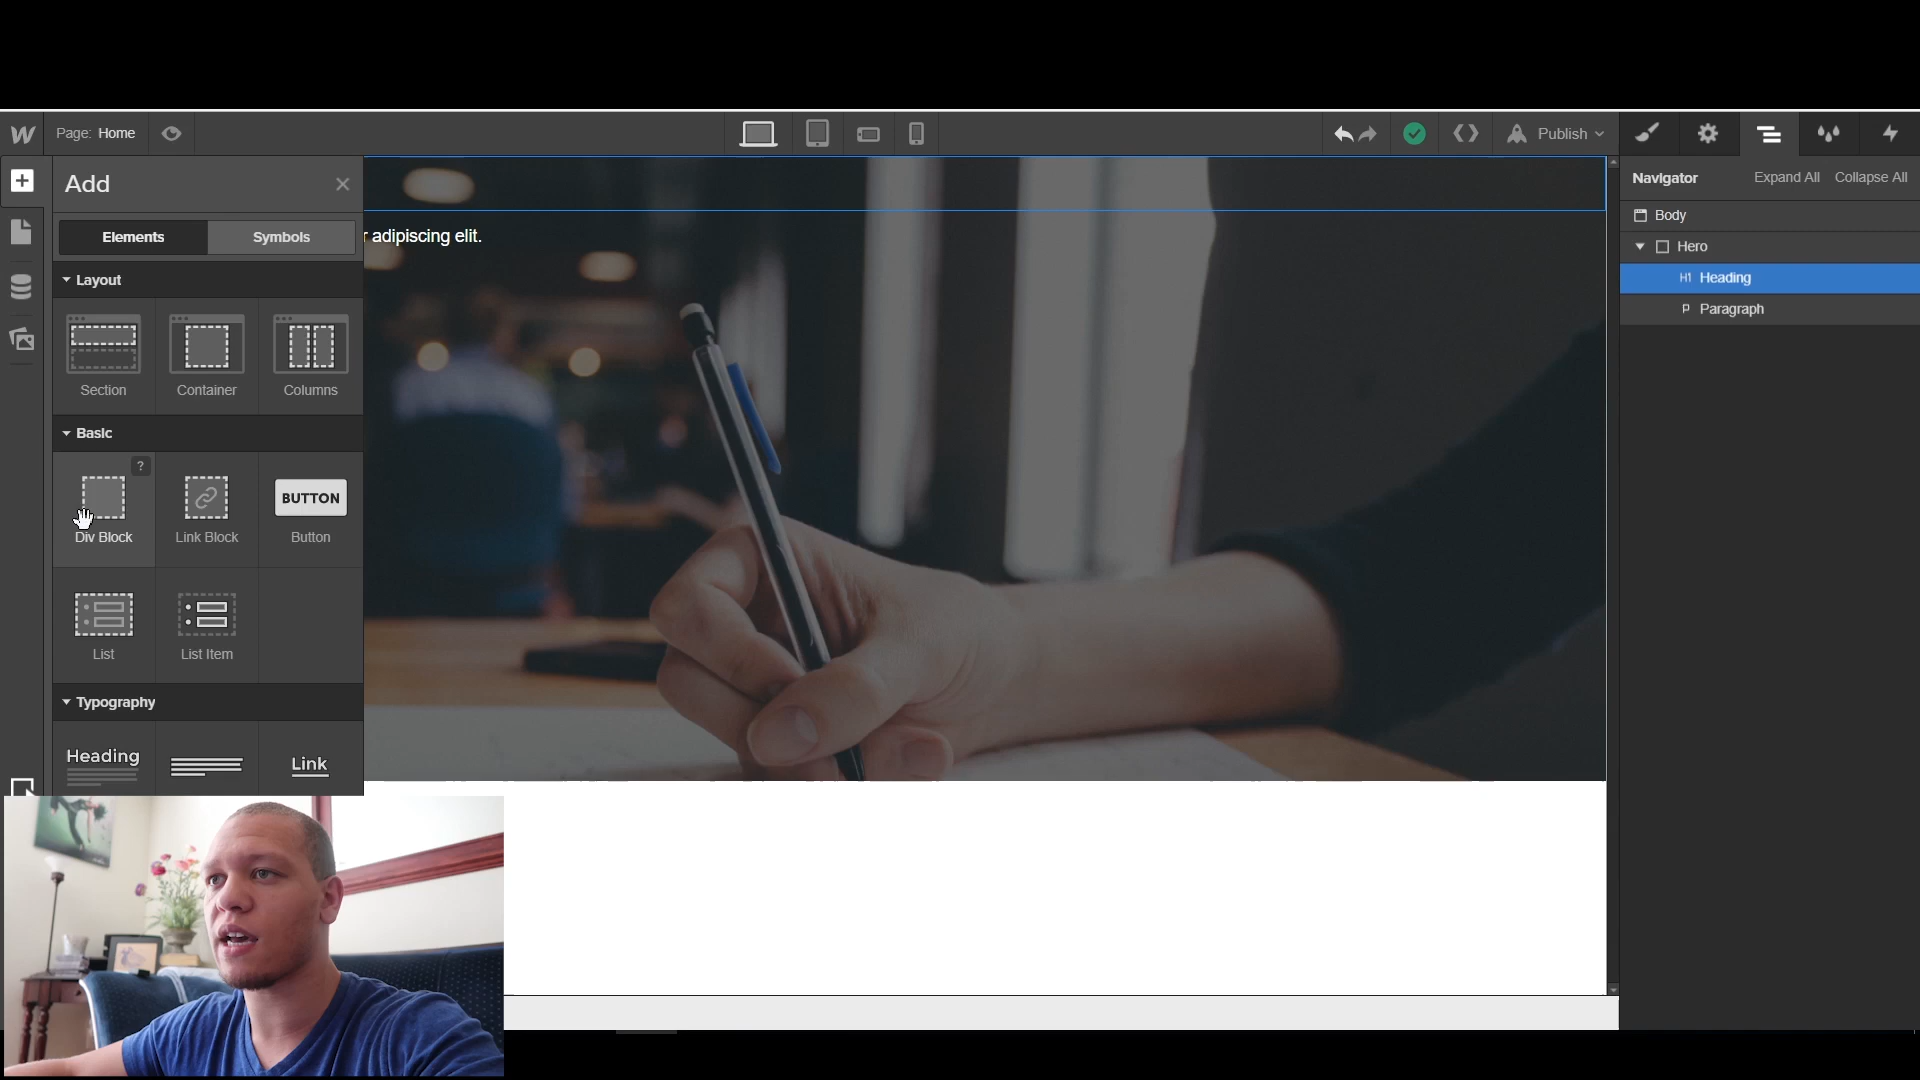 Page: Home
Publish
Add
Elements
Symbols
Layout
Section
Container
Columns
Basic
?
Div Block
Link Block
BUTTON
Button
List
List Item
Typography
Heading
Link
r adipiscing elit.
Navigator
Expand All
Collapse All
Body
Hero
H1 Heading
P Paragraph